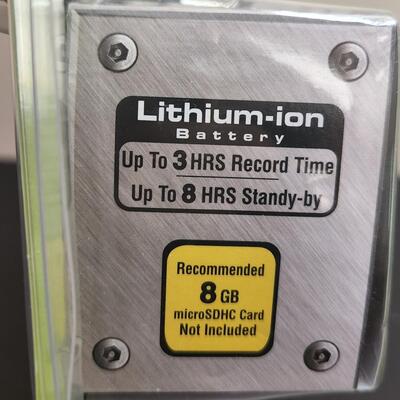 Lithium-ion
Battery
Up To 3 HRS Record Time
Up To 8 HRS Standy-by
Recommended
8 GB
microSDHC Card
Not Included